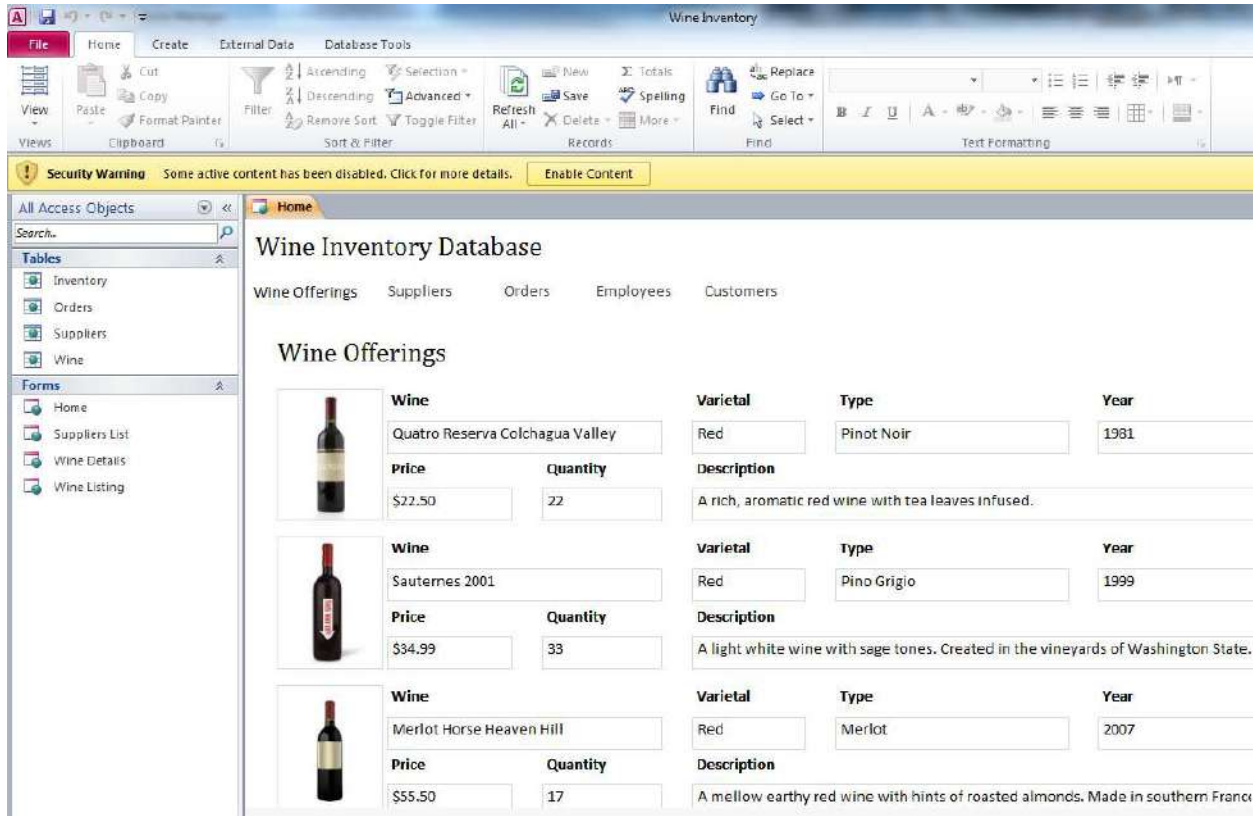 Wine Inventory
File Home Create External Data Database Tools
View Paste Cut Copy Format Painter
Filter Ascending Descending Remove Sort Selection Advanced Toggle Filter
Refresh All New Save Delete Totals Spelling More
Find Replace Go To Select
B I U A
Views Clipboard Sort & Filter Records Find Text Formatting
Security Warning Some active content has been disabled. Click for more details. Enable Content
All Access Objects
Search..
Tables
Inventory
Orders
Suppliers
Wine
Forms
Home
Suppliers List
Wine Details
Wine Listing
Home
Wine Inventory Database
Wine Offerings Suppliers Orders Employees Customers
Wine Offerings
Wine Varietal Type Year
Quatro Reserva Colchagua Valley Red Pinot Noir 1981
Price Quantity Description
$22.50 22 A rich, aromatic red wine with tea leaves infused.
Wine Varietal Type Year
Sauternes 2001 Red Pino Grigio 1999
Price Quantity Description
$34.99 33 A light white wine with sage tones. Created in the vineyards of Washington State.
Wine Varietal Type Year
Merlot Horse Heaven Hill Red Merlot 2007
Price Quantity Description
$55.50 17 A mellow earthy red wine with hints of roasted almonds. Made in southern Franc